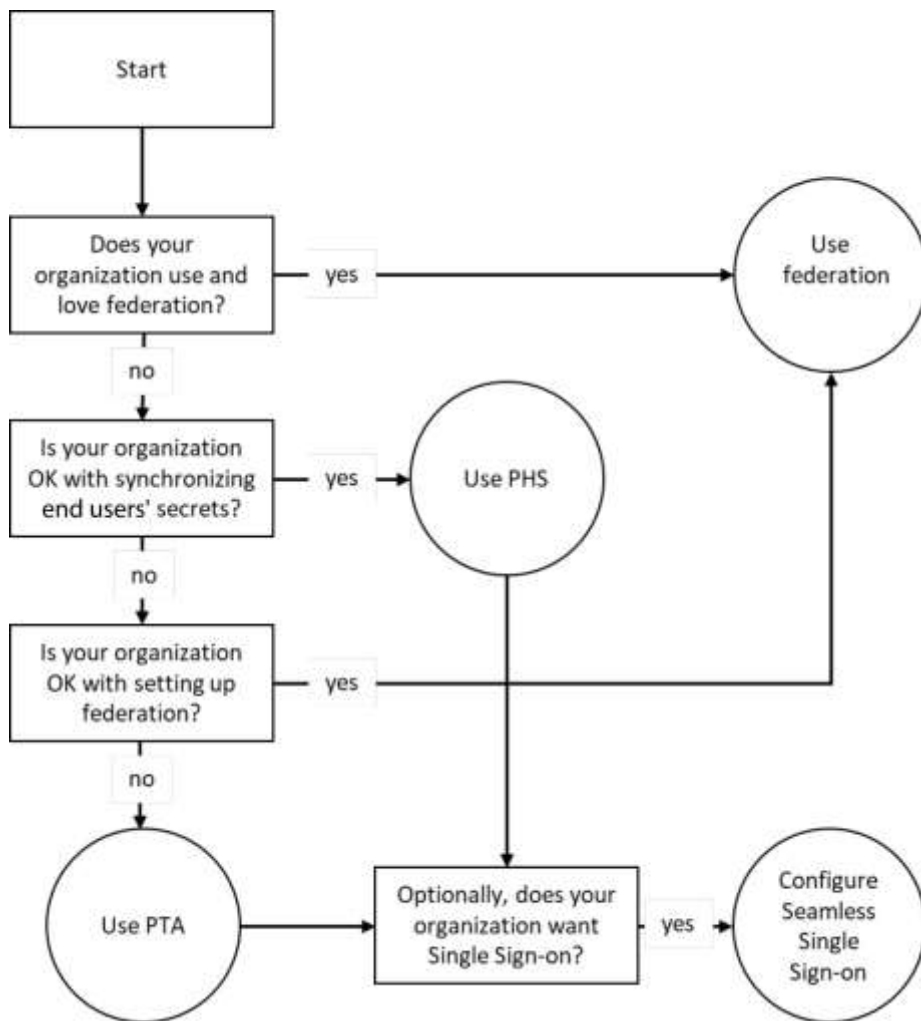 Start
Does your
organization use and
love federation?
yes
Use
federation
no
Is your organization
OK with synchronizing
end users' secrets?
yes
Use PHS
no
Is your organization
OK with setting up
federation?
yes
no
Use PTA
Optionally, does your
organization want
Single Sign-on?
yes
Configure
Seamless
Single
Sign-on